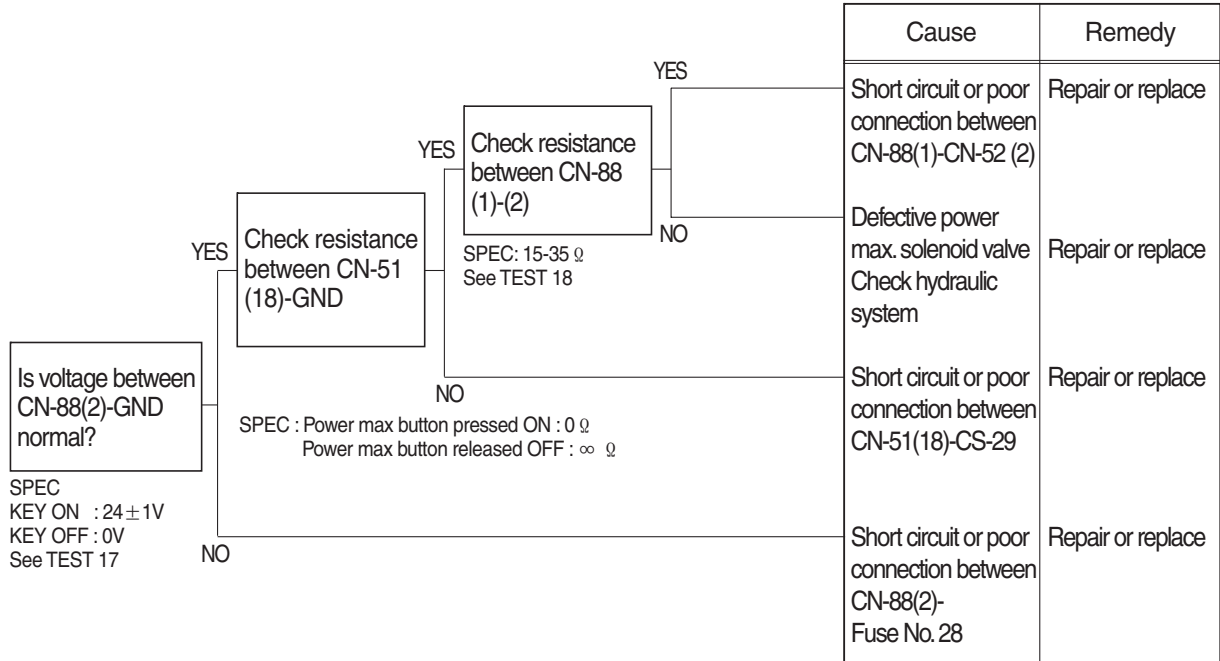 Cause
Remedy
YES
Short circuit or poor
connection between
CN-88(1)-CN-52 (2)
Repair or replace
YES
Check resistance
between CN-88
(1)-(2)
NO
Defective power
max. solenoid valve
Check hydraulic
system
Repair or replace
SPEC: 15-35 Ω
See TEST 18
YES
Check resistance
between CN-51
(18)-GND
NO
Short circuit or poor
connection between
CN-51(18)-CS-29
Repair or replace
SPEC : Power max button pressed ON : 0 Ω
Power max button released OFF : ∞ Ω
Is voltage between
CN-88(2)-GND
normal?
SPEC
KEY ON : 24±1V
KEY OFF : 0V
See TEST 17
NO
Short circuit or poor
connection between
CN-88(2)-
Fuse No. 28
Repair or replace